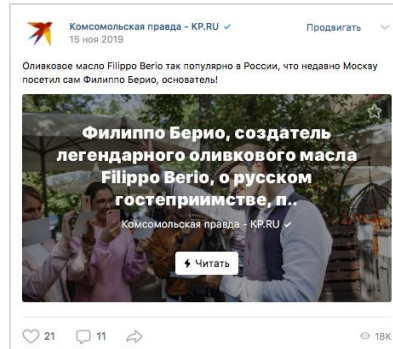 Комсомольская правда - KP.RU
15 ноя 2019
Продвигать
Оливковое масло Filippo Berio так популярно в России, что недавно Москву
посетил сам Филиппо Берио, основатель!
Филиппо Берио, создатель
легендарного оливкового масла
Filippo Berio, о русском
гостеприимстве, п..
Комсомольская правда - KP.RU
Читать
21
11
18K